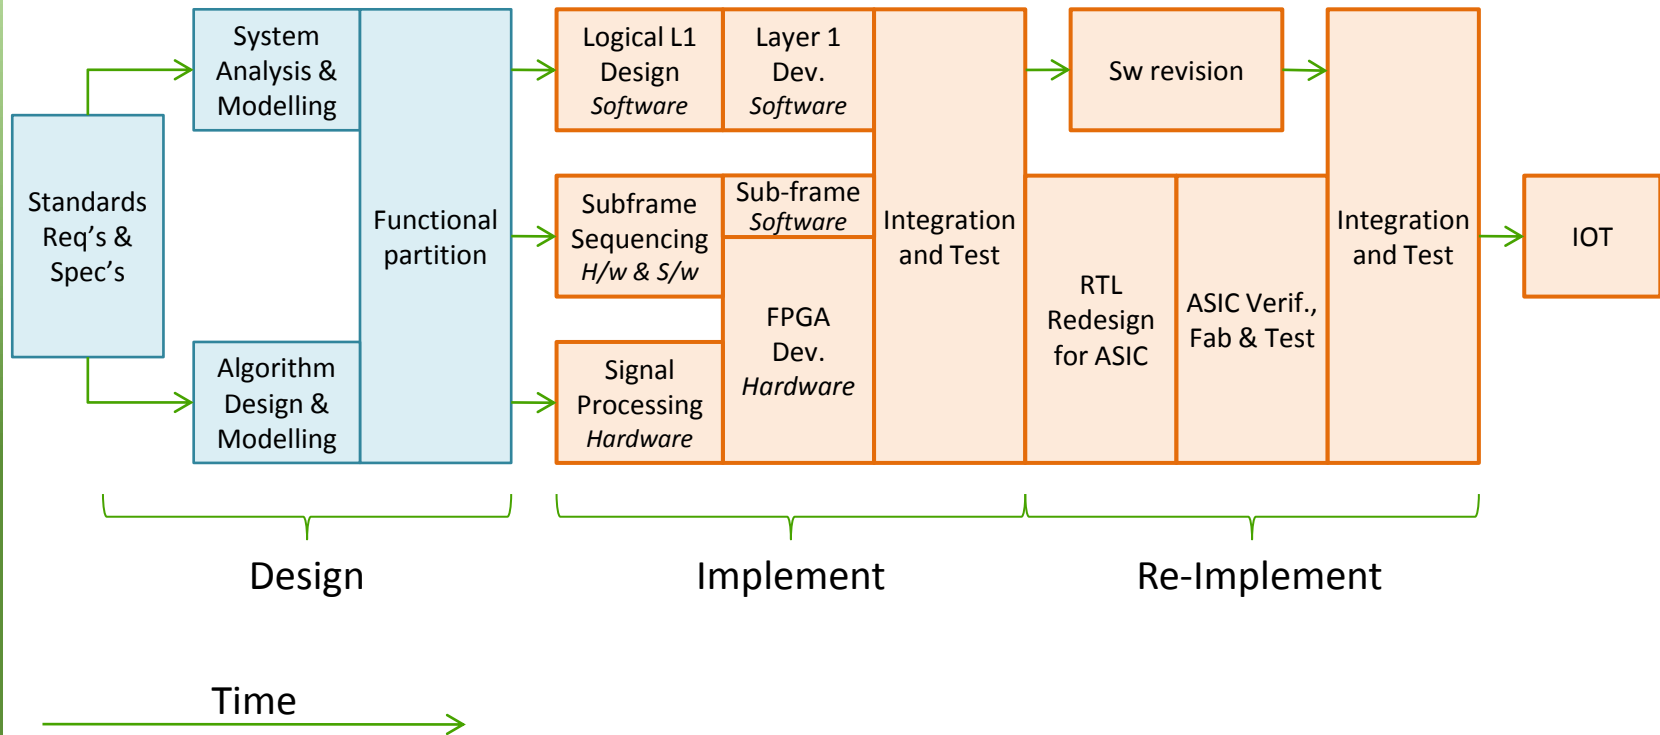 System
Analysis &
Modelling
Standards
Req's &
Spec's
Algorithm
Design &
Modelling
Functional
partition
Logical L1
Design
Software
Layer 1
Dev.
Software
Subframe
Sequencing
H/w & S/w
Sub-frame
Software
Signal
Processing
Hardware
FPGA
Dev.
Hardware
Integration
and Test
Sw revision
RTL
Redesign
for ASIC
ASIC Verif.,
Fab & Test
Integration
and Test
IOT
Design
Implement
Re-Implement
Time